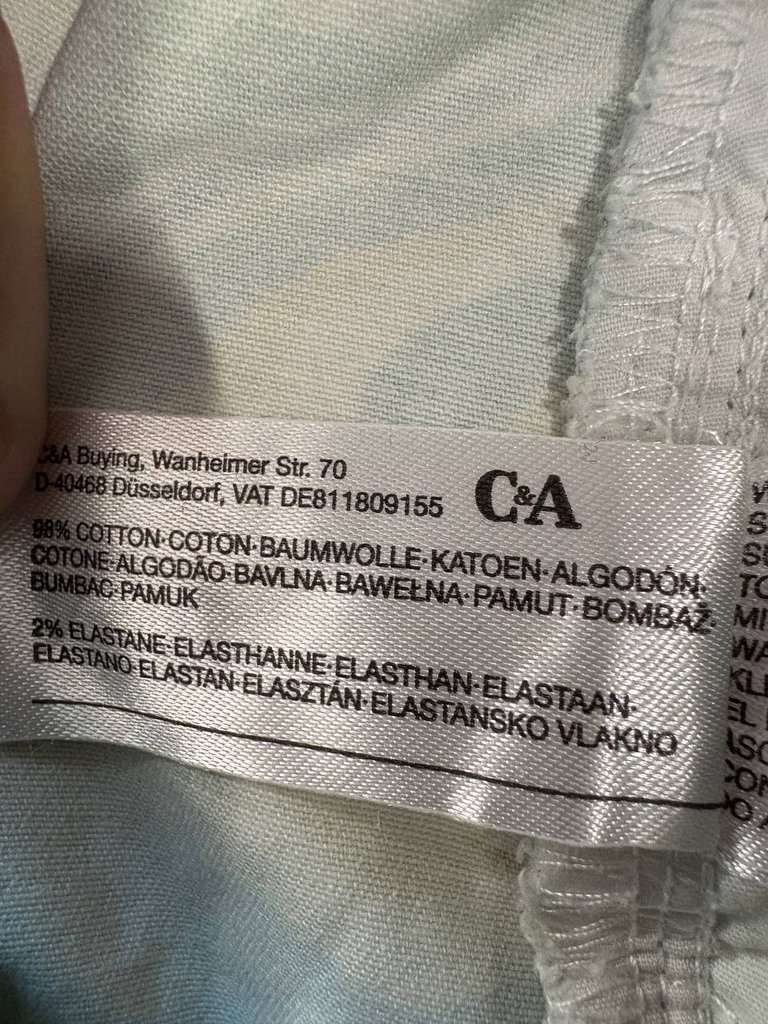 C&A Buying, Wanheimer Str. 70
D-40468 Düsseldorf, VAT DE811809155
C&A
98% COTTON·COTON·BAUMWOLLE·KATOEN·ALGODÓN·
COTONE·ALGODÃO·BAVLNA·BAWEŁNA·PAMUT·BOMBAŽ·
BUMBAC·PAMUK
2% ELASTANE·ELASTHANNE·ELASTHAN·ELASTAAN·
ELASTANO·ELASTAN·ELASZTÁN·ELASTANSKO VLAKNO